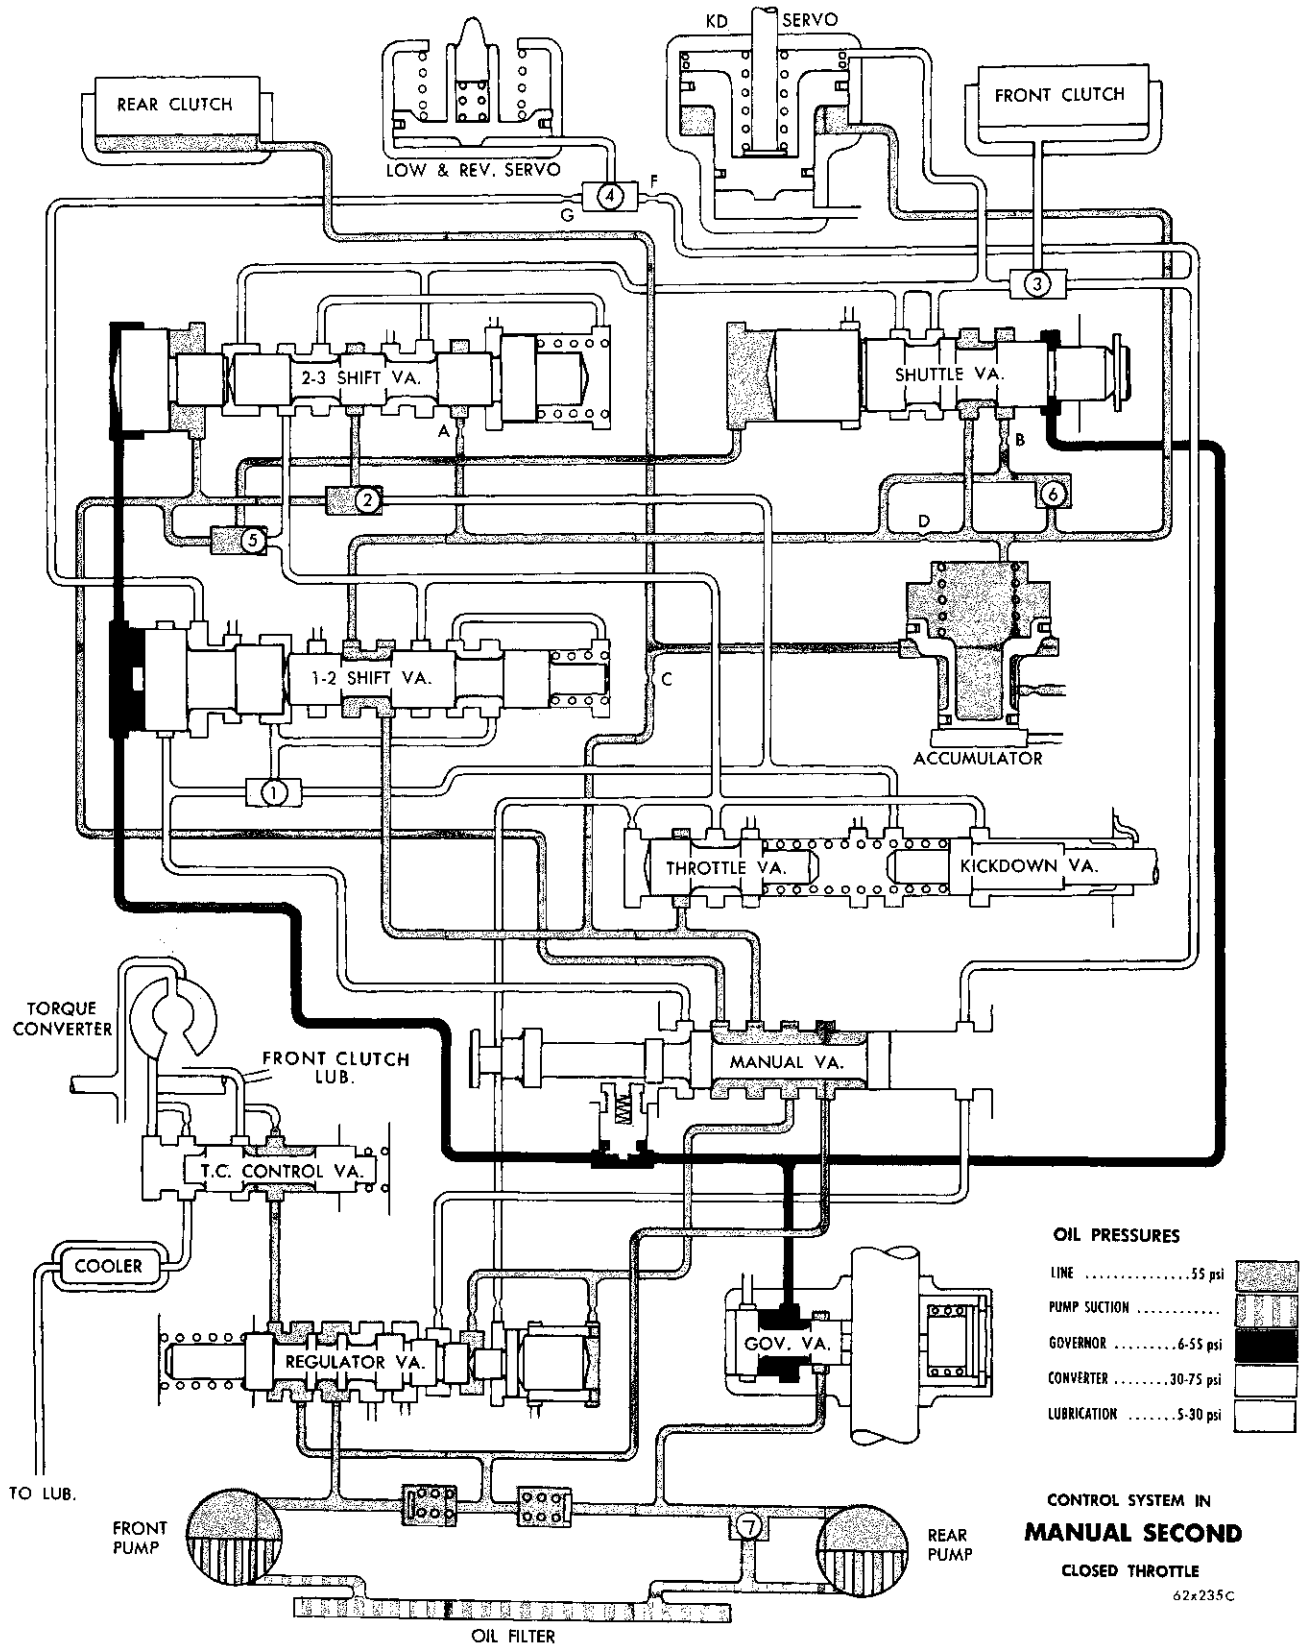 KD SERVO
REAR CLUTCH
FRONT CLUTCH
LOW & REV. SERVO
4
F
G
3
2-3 SHIFT VA.
SHUTTLE VA.
A
B
2
6
5
D
1-2 SHIFT VA.
C
ACCUMULATOR
1
THROTTLE VA.
KICKDOWN VA.
TORQUE
CONVERTER
FRONT CLUTCH
LUB.
MANUAL VA.
T.C. CONTROL VA.
COOLER
OIL PRESSURES
LINE ...............55 psi
PUMP SUCTION ...........
GOVERNOR ........6-55 psi
CONVERTER ........30-75 psi
LUBRICATION .......5-30 psi
REGULATOR VA.
GOV. VA.
TO LUB.
FRONT
PUMP
7
REAR
PUMP
OIL FILTER
CONTROL SYSTEM IN
MANUAL SECOND
CLOSED THROTTLE
62x235C